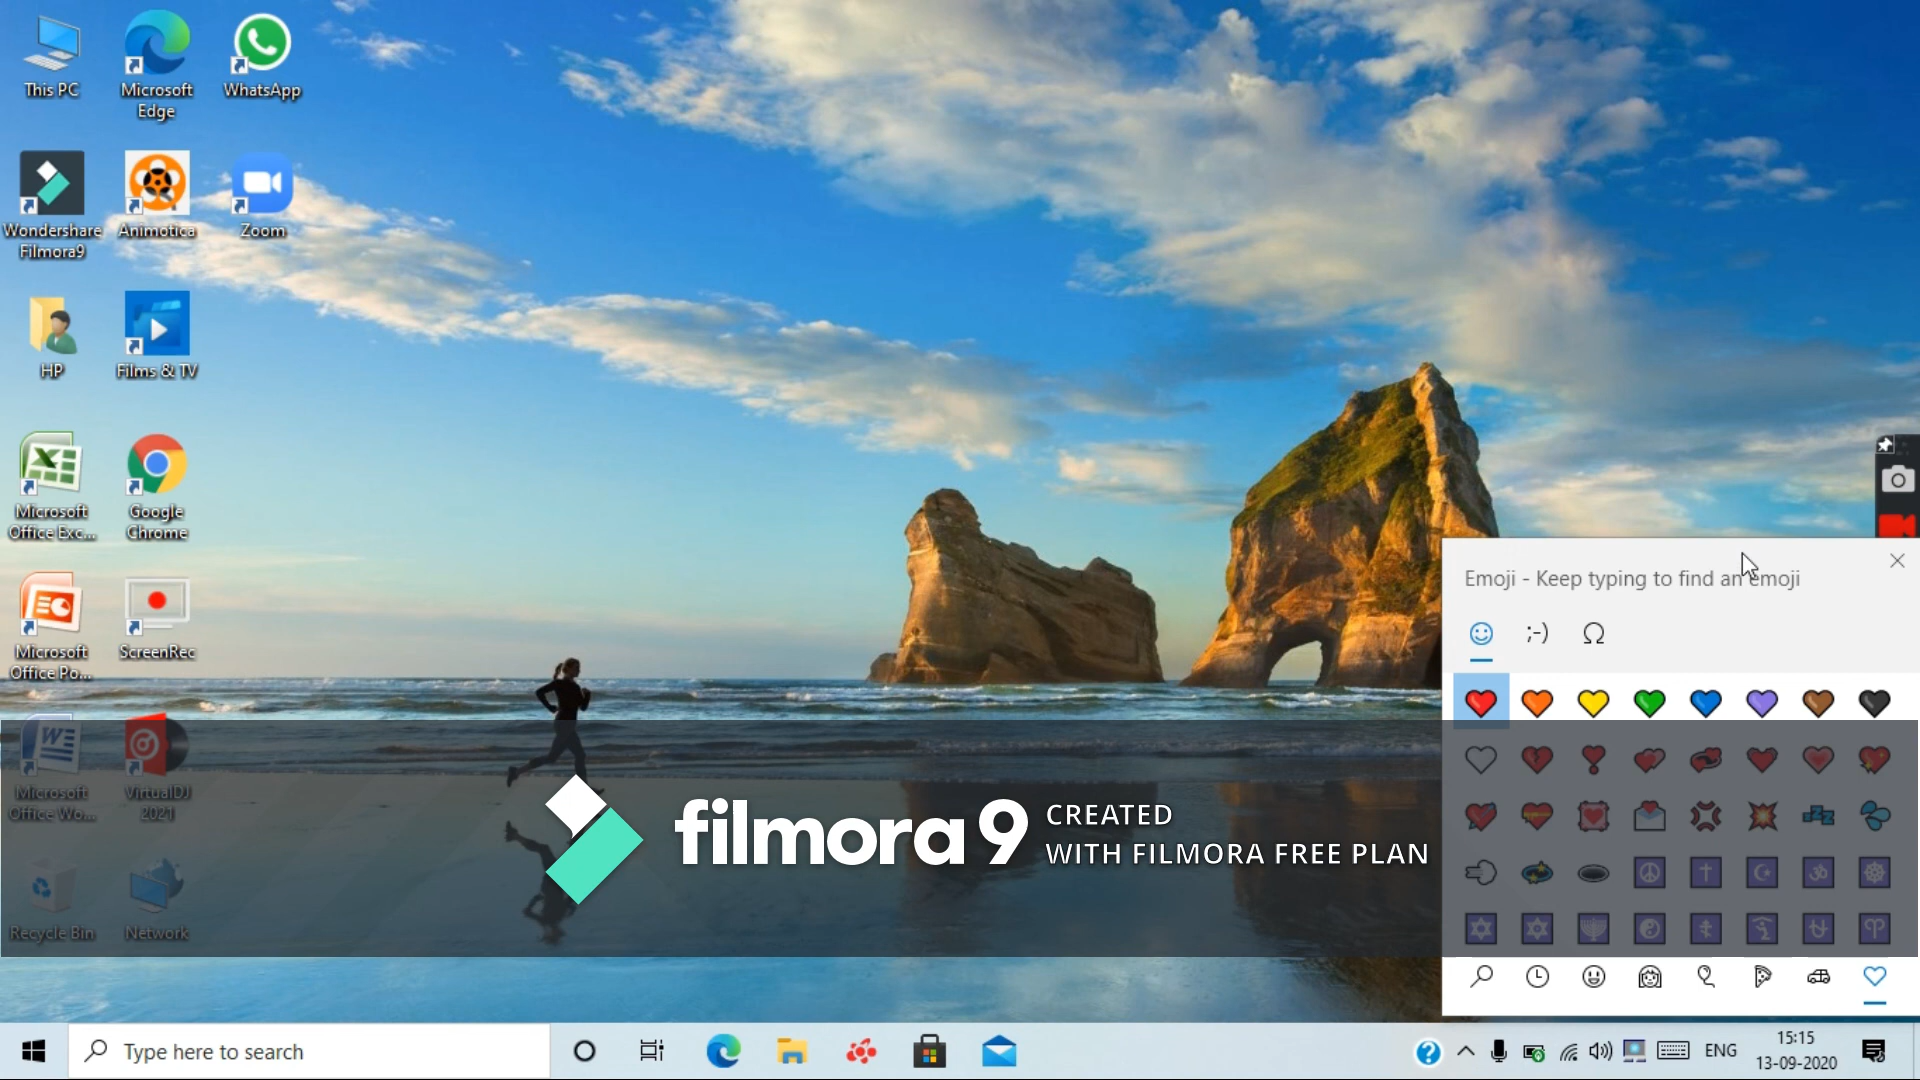 This PC
Microsoft
Edge
WhatsApp
Wondershare
Filmora9
Animotica
Zoom
HP
Films & TV
Microsoft
Office Exc...
Google
Chrome
Microsoft
Office Po...
ScreenRec
Microsoft
Office Wo...
VirtualDJ
2021
Recycle Bin
Network
Emoji - Keep typing to find an emoji
;-)
Ω
filmora 9
CREATED
WITH FILMORA FREE PLAN
Type here to search
ENG
15:15
13-09-2020